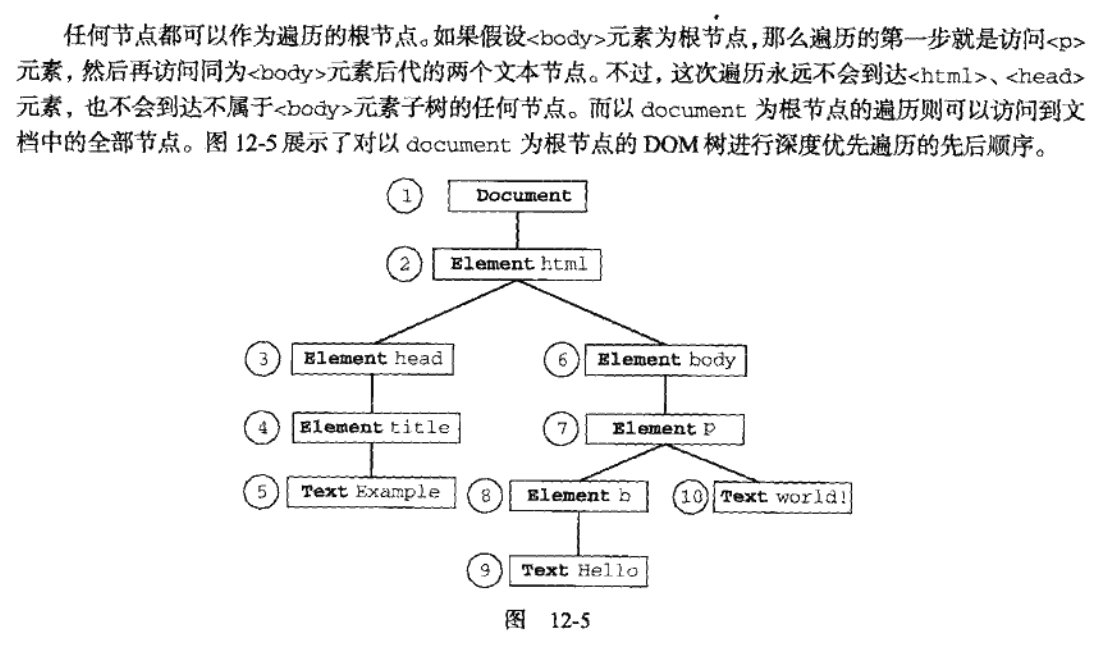 任何节点都可以作为遍历的根节点。如果假设<body>元素为根节点，那么遍历的第一步就是访问<p>
元素，然后再访问同为<body>元素后代的两个文本节点。不过，这次遍历永远不会到达<html>、<head>
元素，也不会到达不属于<body>元素子树的任何节点。而以 document 为根节点的遍历则可以访问到文
档中的全部节点。图 12-5 展示了对以 document 为根节点的 DOM 树进行深度优先遍历的先后顺序。
1 Document
2 Element html
3 Element head
6 Element body
4 Element title
7 Element p
5 Text Example
8 Element b
10 Text world!
9 Text Hello
图 12-5